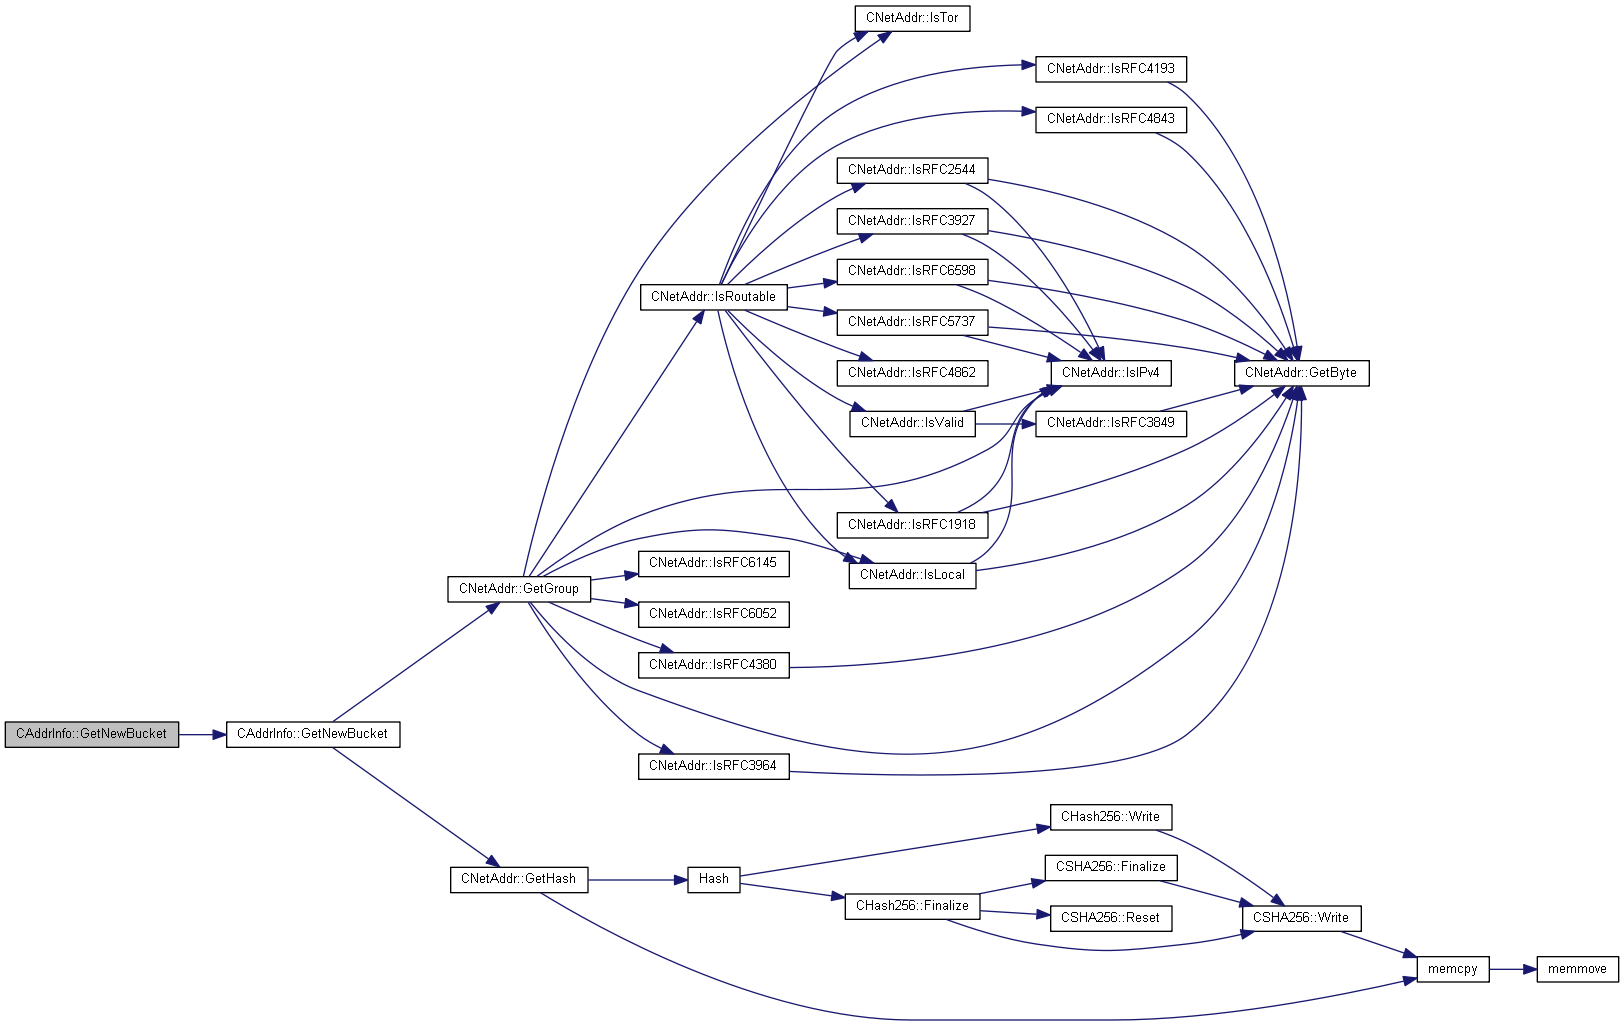 CNetAddr::IsTor
CNetAddr::IsRFC4193
CNetAddr::IsRFC4843
CNetAddr::IsRFC2544
CNetAddr::IsRFC3927
CNetAddr::IsRFC6598
CNetAddr::IsRoutable
CNetAddr::IsRFC5737
CNetAddr::IsRFC4862
CNetAddr::IsIPv4
CNetAddr::GetByte
CNetAddr::IsValid
CNetAddr::IsRFC3849
CNetAddr::IsRFC1918
CNetAddr::IsRFC6145
CNetAddr::IsLocal
CNetAddr::GetGroup
CNetAddr::IsRFC6052
CNetAddr::IsRFC4380
CAddrInfo::GetNewBucket
CAddrInfo::GetNewBucket
CNetAddr::IsRFC3964
CHash256::Write
CSHA256::Finalize
CNetAddr::GetHash
Hash
CHash256::Finalize
CSHA256::Reset
CSHA256::Write
memcpy
memmove